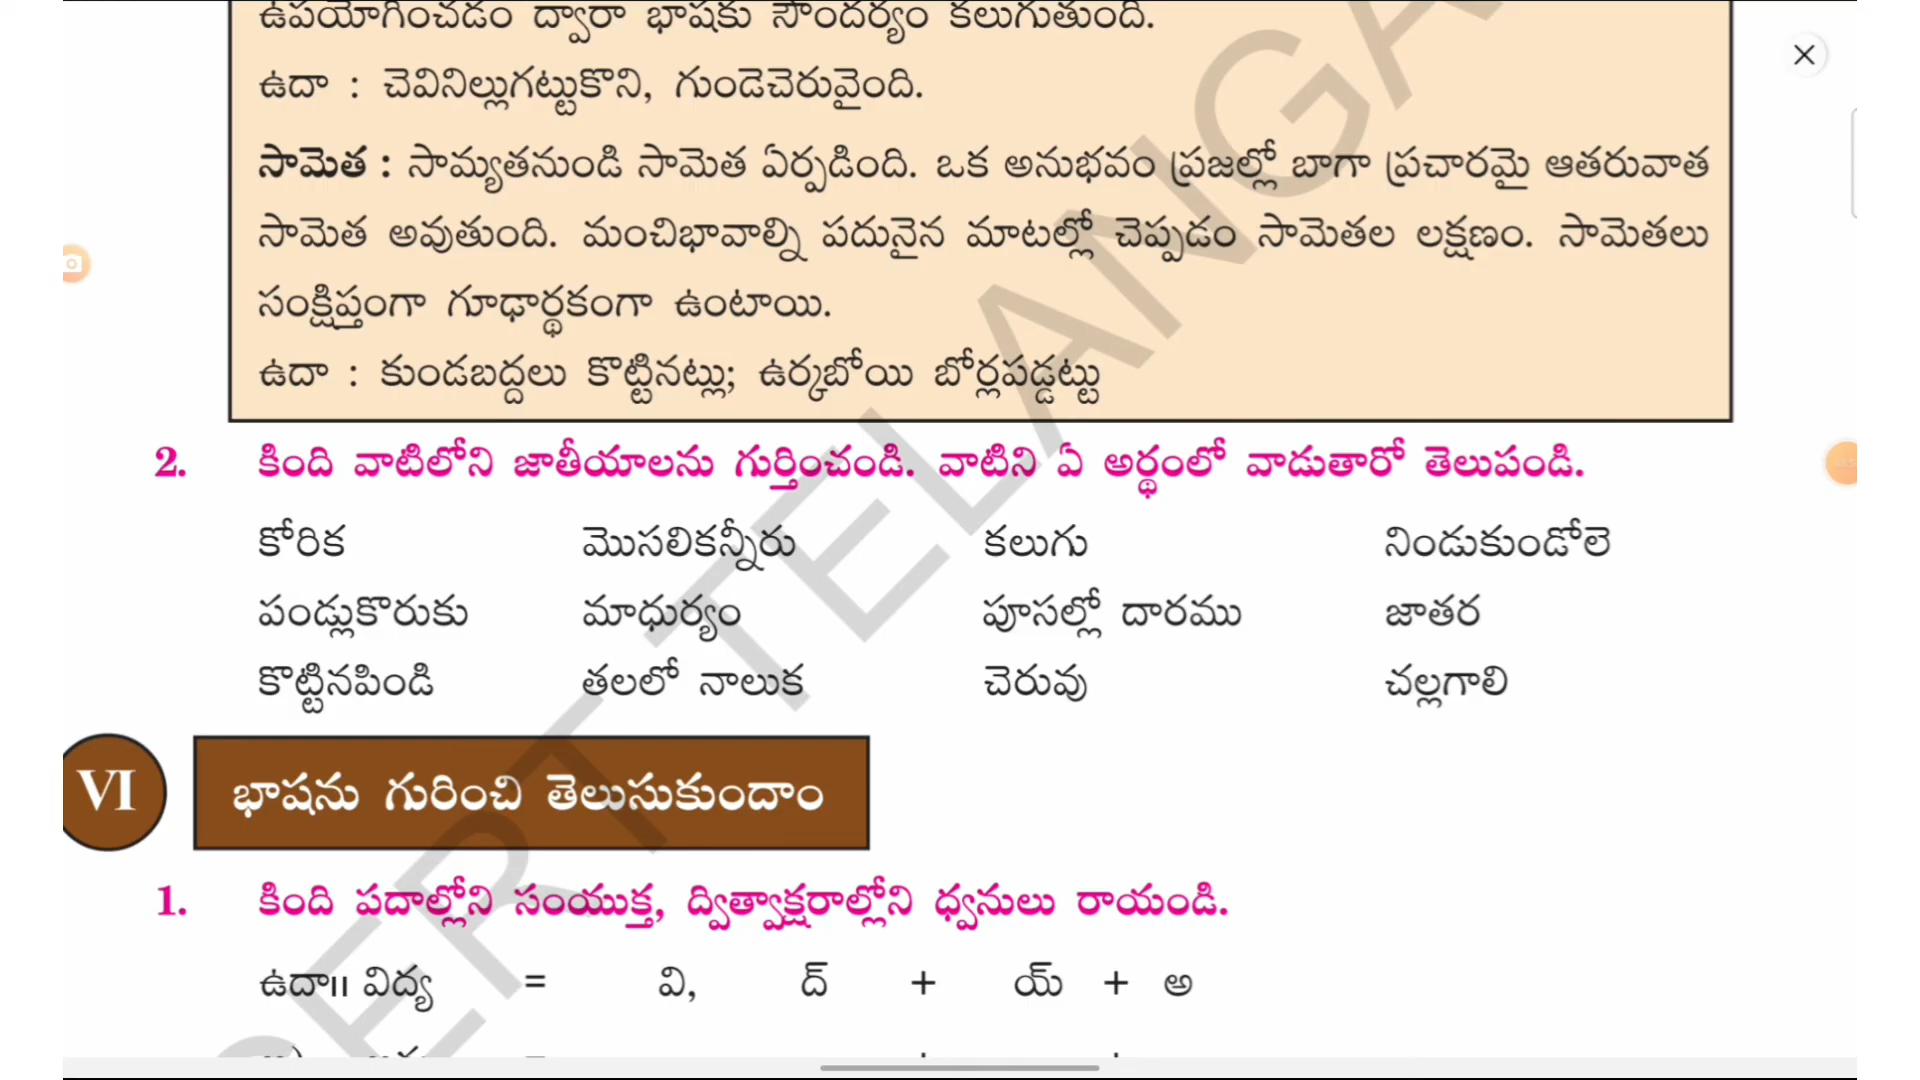 ఉపయోగించడం ద్వారా భాషకు సౌందర్యం కలుగుతుంది.
ఉదా : చెవినిల్లుగట్టుకొని, గుండెచెరువైంది.
సామెత : సామ్యతనుండి సామెత ఏర్పడింది. ఒక అనుభవం ప్రజల్లో బాగా ప్రచారమై ఆతరువాత
సామెత అవుతుంది. మంచిభావాల్ని పదునైన మాటల్లో చెప్పడం సామెతల లక్షణం. సామెతలు
సంక్షిప్తంగా గూఢార్థకంగా ఉంటాయి.
ఉదా : కుండబద్దలు కొట్టినట్లు; ఉర్కబోయి బోర్లపడ్డట్టు
2. కింది వాటిలోని జాతీయాలను గుర్తించండి. వాటిని ఏ అర్థంలో వాడుతారో తెలుపండి.
కోరిక మొసలికన్నీరు కలుగు నిండుకుండోలె
పండ్లుకొరుకు మాధుర్యం పూసల్లో దారము జాతర
కొట్టినపిండి తలలో నాలుక చెరువు చల్లగాలి
VI భాషను గురించి తెలుసుకుందాం
1. కింది పదాల్లోని సంయుక్త, ద్విత్వాక్షరాల్లోని ధ్వనులు రాయండి.
ఉదా॥ విద్య = వి, ద్ + య్ + అ
ERT TELANGA